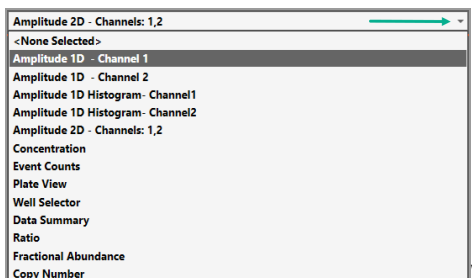 Amplitude 2D - Channels: 1,2
<None Selected>
Amplitude 1D - Channel 1
Amplitude 1D - Channel 2
Amplitude 1D Histogram- Channel1
Amplitude 1D Histogram- Channel2
Amplitude 2D - Channels: 1,2
Concentration
Event Counts
Plate View
Well Selector
Data Summary
Ratio
Fractional Abundance
Copy Number